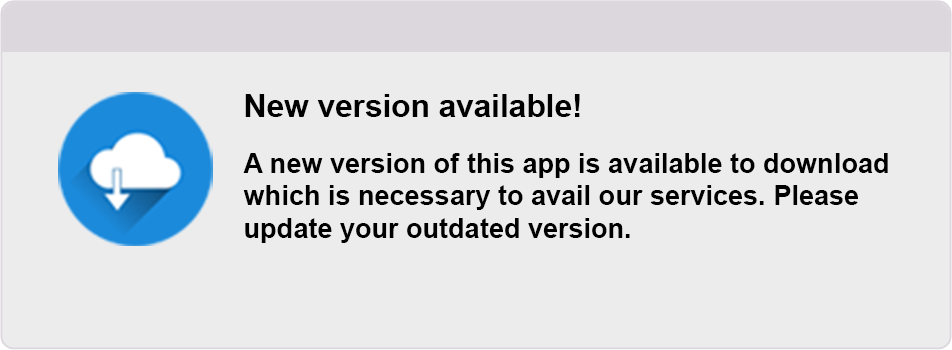 New version available!
A new version of this app is available to download
which is necessary to avail our services. Please
update your outdated version.